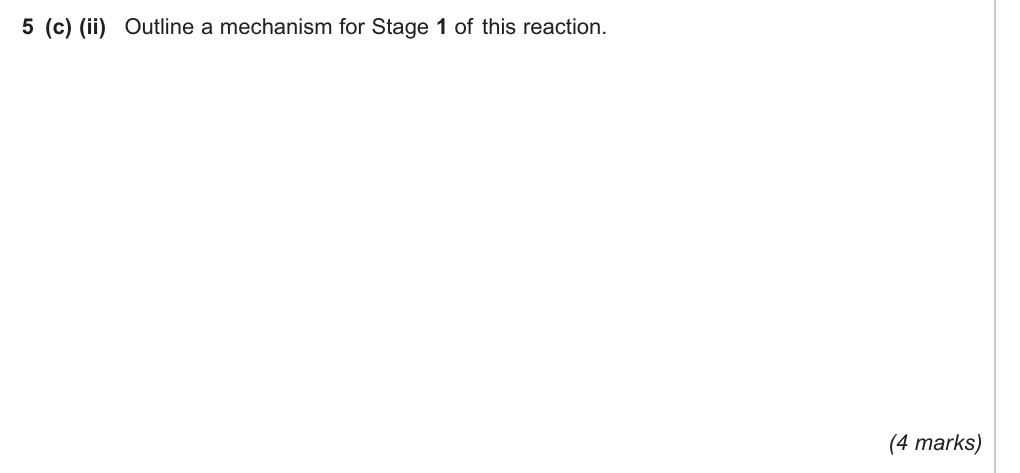 5 (c) (ii) Outline a mechanism for Stage 1 of this reaction.
(4 marks)